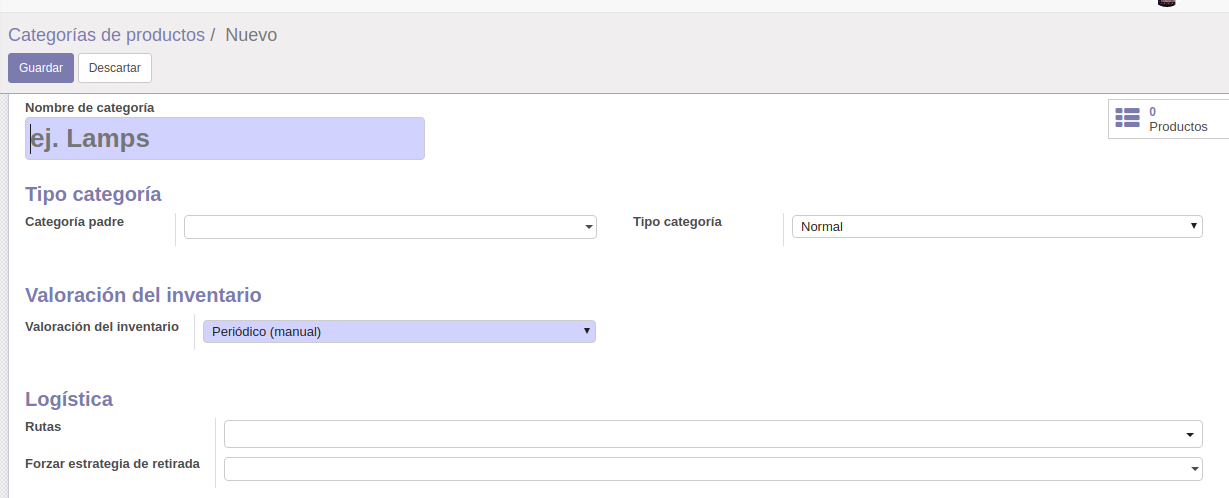 Categorías de productos / Nuevo
Guardar Descartar
Nombre de categoría
ej. Lamps
0
Productos
Tipo categoría
Categoría padre
Tipo categoría Normal
Valoración del inventario
Valoración del inventario Periódico (manual)
Logística
Rutas
Forzar estrategia de retirada